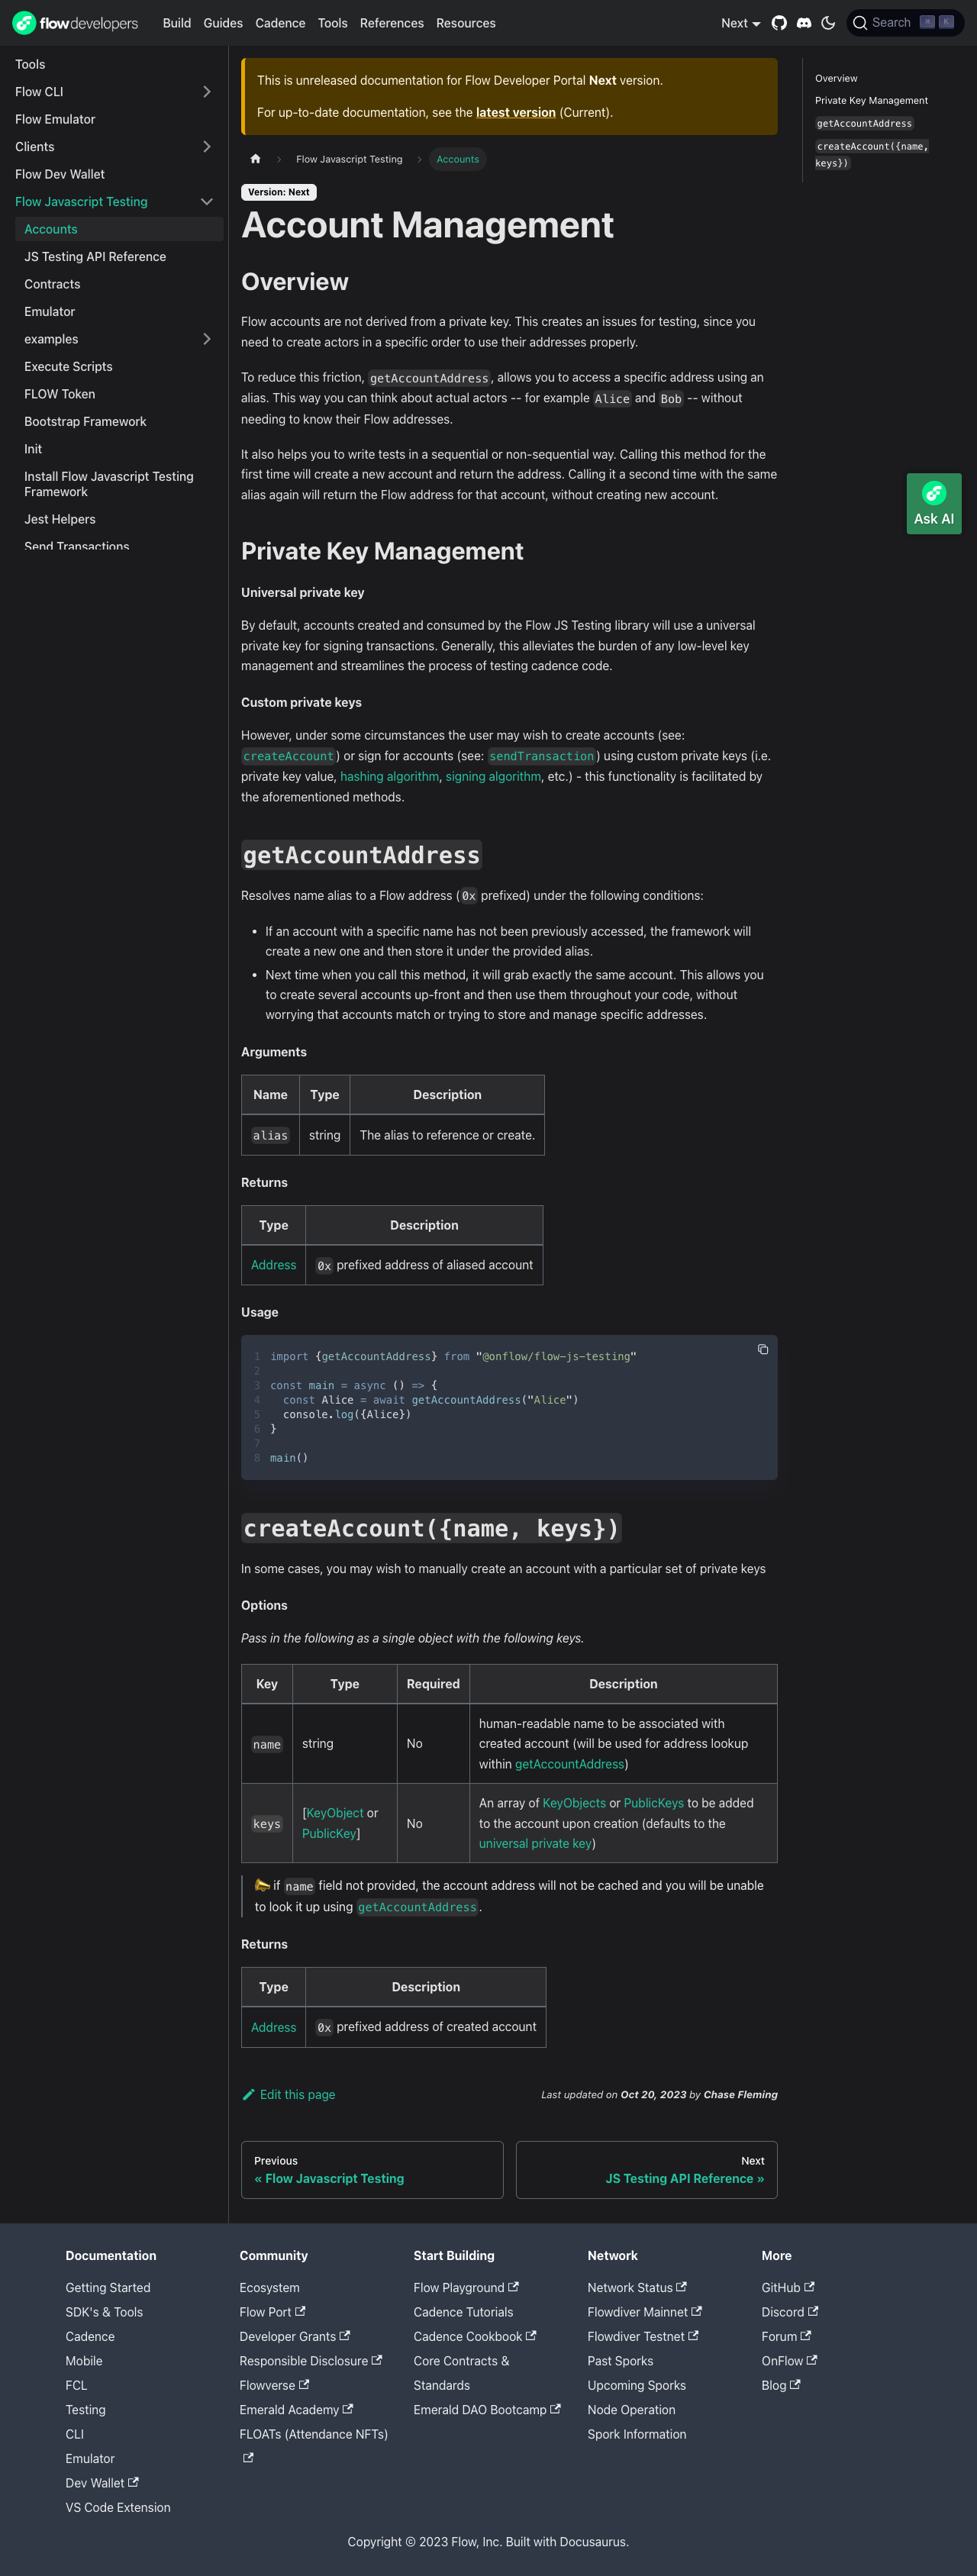 flow developers
Build Guides Cadence Tools References Resources
Next
Search ⌘ K
Tools
Flow CLI
Flow Emulator
Clients
Flow Dev Wallet
Flow Javascript Testing
Accounts
JS Testing API Reference
Contracts
Emulator
examples
Execute Scripts
FLOW Token
Bootstrap Framework
Init
Install Flow Javascript Testing
Framework
Jest Helpers
Send Transactions
This is unreleased documentation for Flow Developer Portal Next version.
For up-to-date documentation, see the latest version (Current).
Flow Javascript Testing
Accounts
Version: Next
Account Management
Overview
Flow accounts are not derived from a private key. This creates an issues for testing, since you
need to create actors in a specific order to use their addresses properly.
To reduce this friction, getAccountAddress, allows you to access a specific address using an
alias. This way you can think about actual actors -- for example Alice and Bob -- without
needing to know their Flow addresses.
It also helps you to write tests in a sequential or non-sequential way. Calling this method for the
first time will create a new account and return the address. Calling it a second time with the same
alias again will return the Flow address for that account, without creating new account.
Private Key Management
Universal private key
By default, accounts created and consumed by the Flow JS Testing library will use a universal
private key for signing transactions. Generally, this alleviates the burden of any low-level key
management and streamlines the process of testing cadence code.
Custom private keys
However, under some circumstances the user may wish to create accounts (see:
createAccount) or sign for accounts (see: sendTransaction) using custom private keys (i.e.
private key value, hashing algorithm, signing algorithm, etc.) - this functionality is facilitated by
the aforementioned methods.
getAccountAddress
Resolves name alias to a Flow address (0x prefixed) under the following conditions:
• If an account with a specific name has not been previously accessed, the framework will
create a new one and then store it under the provided alias.
• Next time when you call this method, it will grab exactly the same account. This allows you
to create several accounts up-front and then use them throughout your code, without
worrying that accounts match or trying to store and manage specific addresses.
Arguments
Name Type Description
alias string The alias to reference or create.
Returns
Type Description
Address 0x prefixed address of aliased account
Usage
1 import {getAccountAddress} from "@onflow/flow-js-testing"
2
3 const main = async () => {
4 const Alice = await getAccountAddress("Alice")
5 console.log({Alice})
6 }
7
8 main()
createAccount({name, keys})
In some cases, you may wish to manually create an account with a particular set of private keys
Options
Pass in the following as a single object with the following keys.
Key Type Required Description
name string No human-readable name to be associated with
created account (will be used for address lookup
within getAccountAddress)
keys [KeyObject or
PublicKey] No An array of KeyObjects or PublicKeys to be added
to the account upon creation (defaults to the
universal private key)
📣 if name field not provided, the account address will not be cached and you will be unable
to look it up using getAccountAddress.
Returns
Type Description
Address 0x prefixed address of created account
Edit this page
Last updated on Oct 20, 2023 by Chase Fleming
Previous
« Flow Javascript Testing
Next
JS Testing API Reference »
Overview
Private Key Management
getAccountAddress
createAccount({name,
keys})
Ask AI
Documentation
Getting Started
SDK's & Tools
Cadence
Mobile
FCL
Testing
CLI
Emulator
Dev Wallet
VS Code Extension
Community
Ecosystem
Flow Port
Developer Grants
Responsible Disclosure
Flowverse
Emerald Academy
FLOATs (Attendance NFTs)
Start Building
Flow Playground
Cadence Tutorials
Cadence Cookbook
Core Contracts &
Standards
Emerald DAO Bootcamp
Network
Network Status
Flowdiver Mainnet
Flowdiver Testnet
Past Sporks
Upcoming Sporks
Node Operation
Spork Information
More
GitHub
Discord
Forum
OnFlow
Blog
Copyright © 2023 Flow, Inc. Built with Docusaurus.